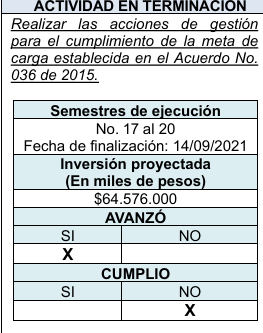 ACTIVIDAD EN TERMINACIÓN
Realizar las acciones de gestión
para el cumplimiento de la meta de
carga establecida en el Acuerdo No.
036 de 2015.
Semestres de ejecución
No. 17 al 20
Fecha de finalización: 14/09/2021
Inversión proyectada
(En miles de pesos)
$64.576.000
AVANZÓ
SI NO
X
CUMPLIO
SI NO
X